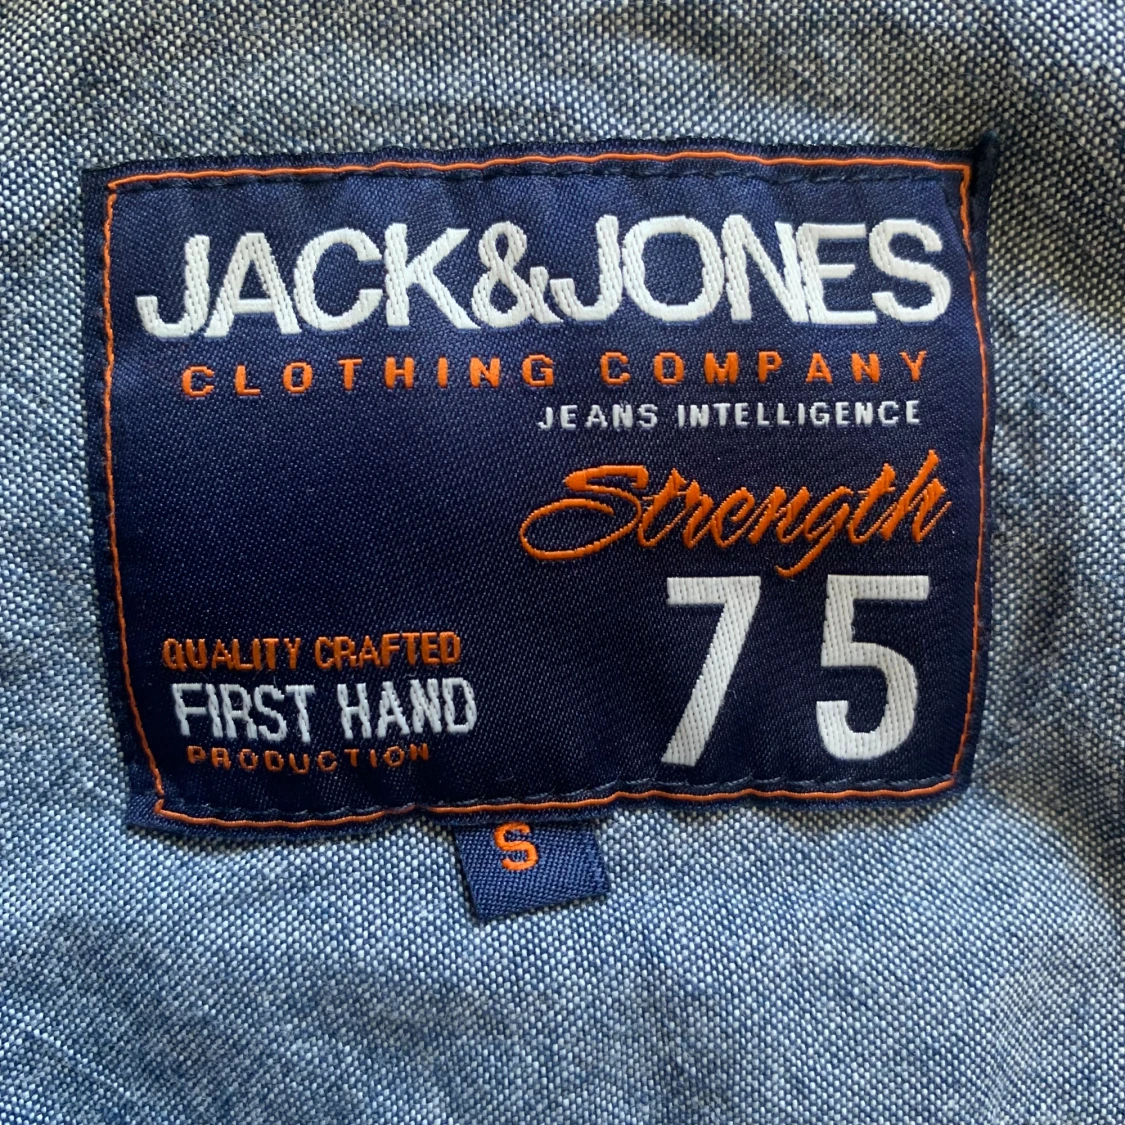 JACK&JONES
CLOTHING COMPANY
JEANS INTELLIGENCE
Strength
75
QUALITY CRAFTED
FIRST HAND
PRODUCTION
S